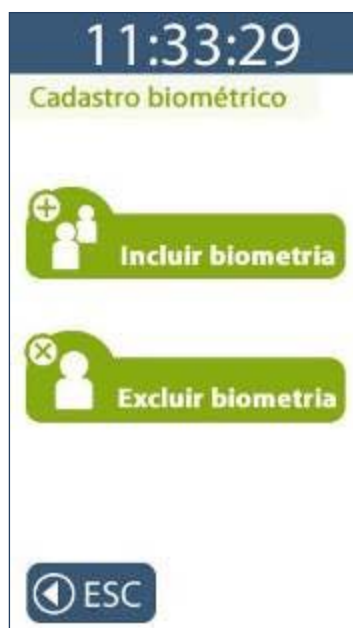 11:33:29
Cadastro biométrico
Incluir biometria
Excluir biometria
ESC